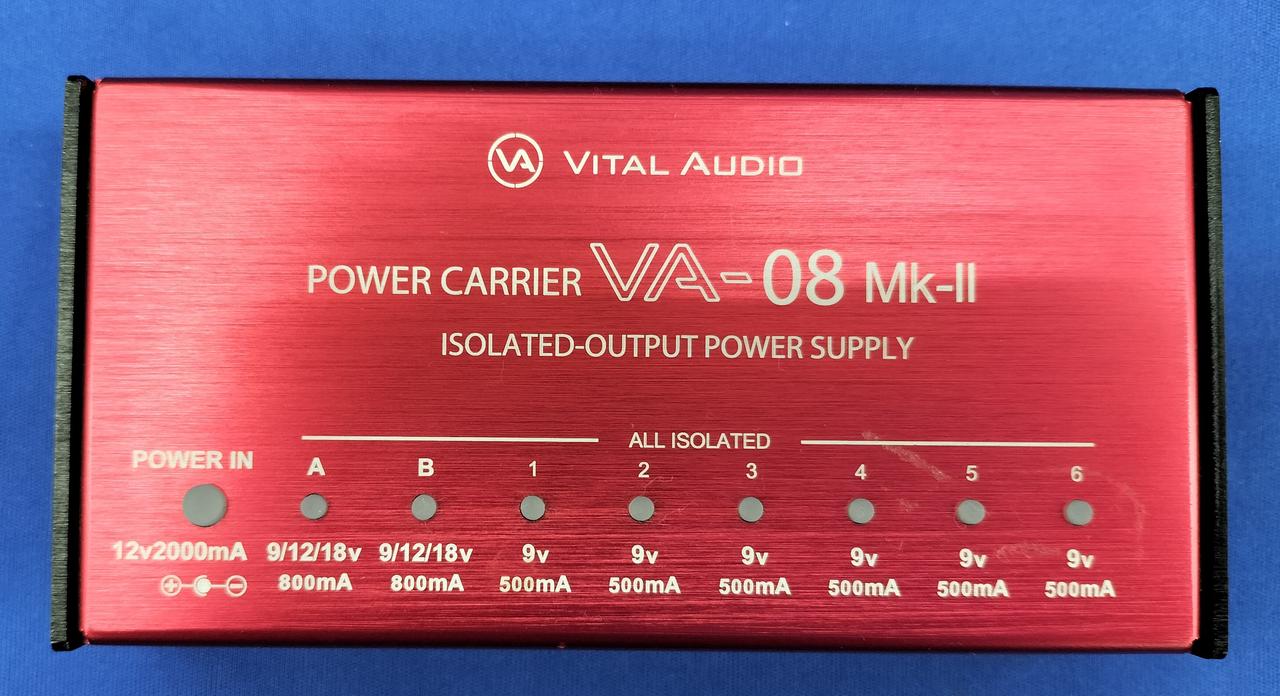 VA VITAL AUDIO
POWER CARRIER VA-08 Mk-II
ISOLATED-OUTPUT POWER SUPPLY
ALL ISOLATED
POWER IN A B 1 2 3 4 5 6
12v2000mA 9/12/18v 9/12/18v 9v 9v 9v 9v 9v 9v
800mA 800mA 500mA 500mA 500mA 500mA 500mA 500mA